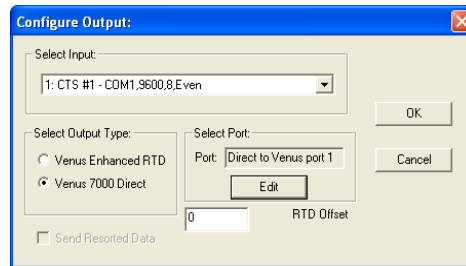 Configure Output:
Select Input:
1: CTS #1 - COM1,9600,8,Even
OK
Select Output Type:
Select Port:
Venus Enhanced RTD
Port: Direct to Venus port 1
Cancel
Venus 7000 Direct
Edit
0
RTD Offset
Send Resorted Data